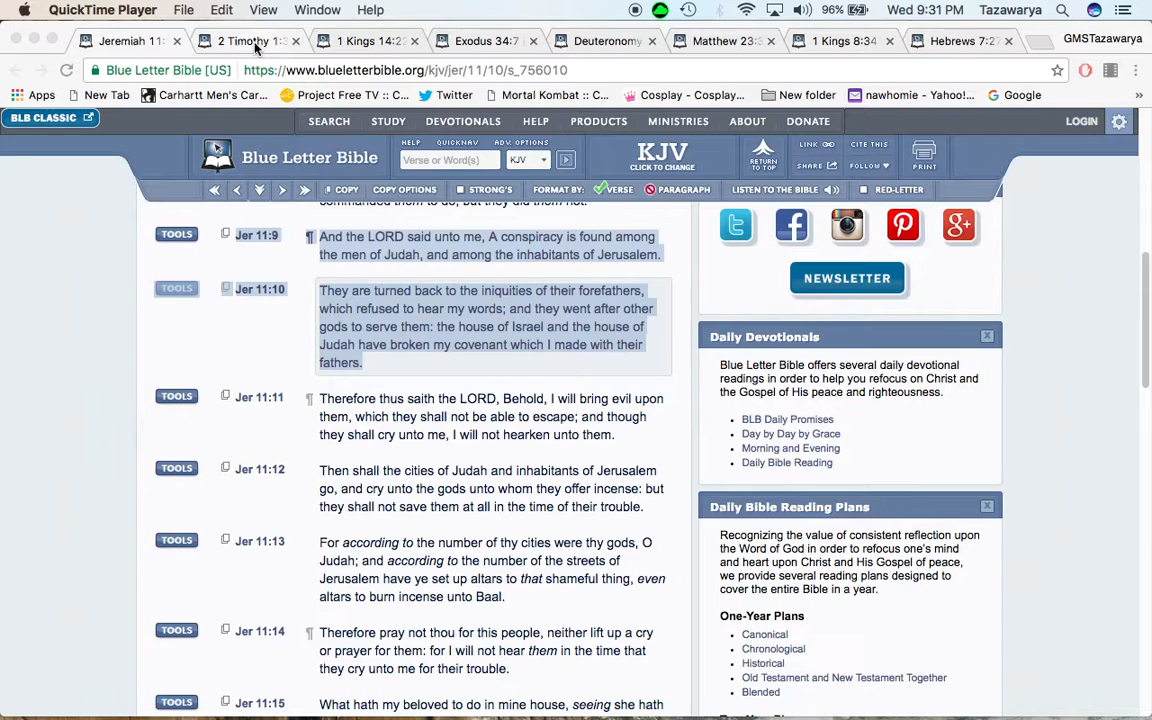 QuickTime Player File Edit View Window Help 96% Wed 9:31 PM Tazawarya
Jeremiah 11: 2 Timothy 1:3 1 Kings 14:22 Exodus 34:7 ( Deuteronomy Matthew 23:3 1 Kings 8:34 Hebrews 7:27 GMSTazawarya
Blue Letter Bible [US] https://www.blueletterbible.org/kjv/jer/11/10/s_756010
Apps New Tab Carhartt Men's Car... Project Free TV :: C... Twitter Mortal Kombat :: C... Cosplay - Cosplay... New folder nawhomie - Yahoo!... Google »
BLB CLASSIC SEARCH STUDY DEVOTIONALS HELP PRODUCTS MINISTRIES ABOUT DONATE LOGIN
Blue Letter Bible
HELP QUICKNAV ADV. OPTIONS
Verse or Word(s) KJV
KJV
CLICK TO CHANGE
RETURN
TO TOP
LINK CITE THIS
SHARE FOLLOW
PRINT
COPY COPY OPTIONS STRONG'S FORMAT BY: VERSE PARAGRAPH LISTEN TO THE BIBLE RED-LETTER
commanded them to do; but they did them not.
TOOLS Jer 11:9 ¶ And the LORD said unto me, A conspiracy is found among
the men of Judah, and among the inhabitants of Jerusalem.
TOOLS Jer 11:10 They are turned back to the iniquities of their forefathers,
which refused to hear my words; and they went after other
gods to serve them: the house of Israel and the house of
Judah have broken my covenant which I made with their
fathers.
TOOLS Jer 11:11 ¶ Therefore thus saith the LORD, Behold, I will bring evil upon
them, which they shall not be able to escape; and though
they shall cry unto me, I will not hearken unto them.
TOOLS Jer 11:12 Then shall the cities of Judah and inhabitants of Jerusalem
go, and cry unto the gods unto whom they offer incense: but
they shall not save them at all in the time of their trouble.
TOOLS Jer 11:13 For according to the number of thy cities were thy gods, O
Judah; and according to the number of the streets of
Jerusalem have ye set up altars to that shameful thing, even
altars to burn incense unto Baal.
TOOLS Jer 11:14 ¶ Therefore pray not thou for this people, neither lift up a cry
or prayer for them: for I will not hear them in the time that
they cry unto me for their trouble.
TOOLS Jer 11:15 What hath my beloved to do in mine house, seeing she hath
NEWSLETTER
Daily Devotionals x
Blue Letter Bible offers several daily devotional
readings in order to help you refocus on Christ and
the Gospel of His peace and righteousness.
BLB Daily Promises
Day by Day by Grace
Morning and Evening
Daily Bible Reading
Daily Bible Reading Plans x
Recognizing the value of consistent reflection upon
the Word of God in order to refocus one's mind
and heart upon Christ and His Gospel of peace,
we provide several reading plans designed to
cover the entire Bible in a year.
One-Year Plans
Canonical
Chronological
Historical
Old Testament and New Testament Together
Blended